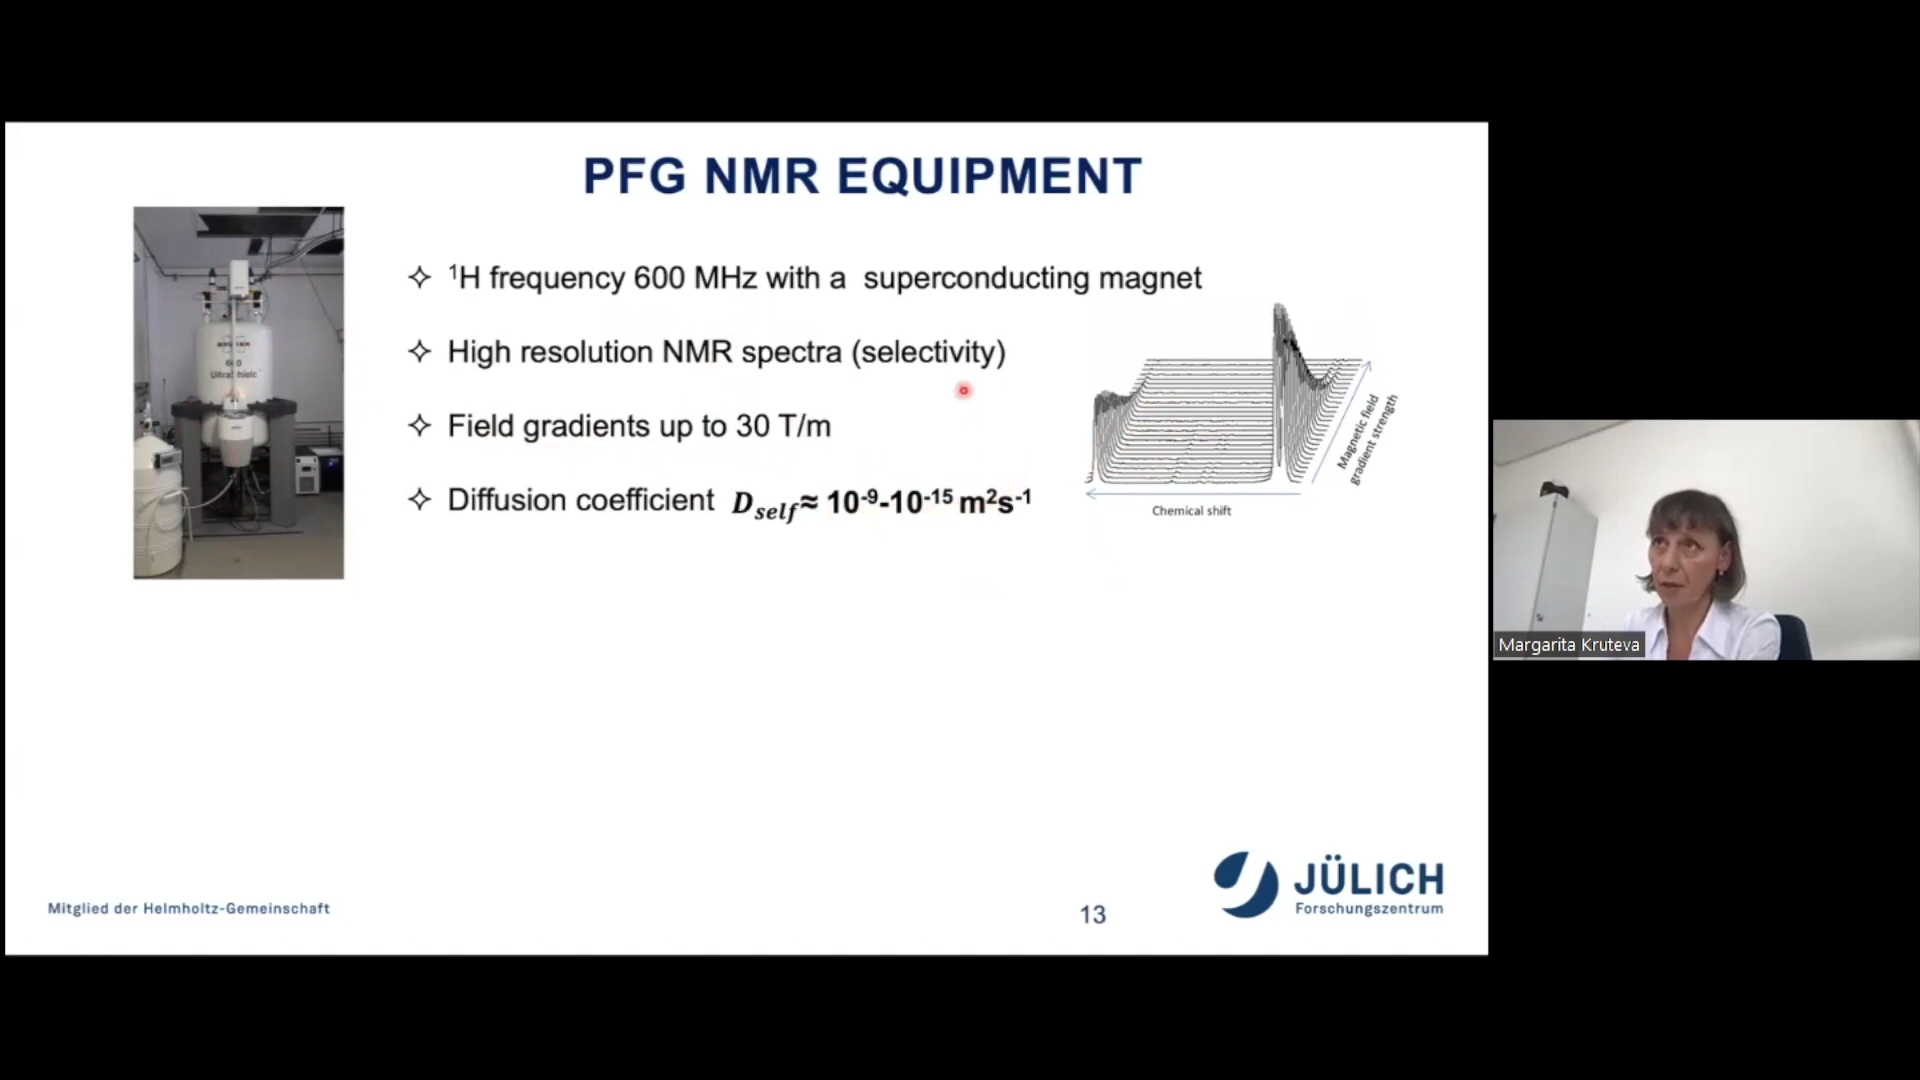 PFG NMR EQUIPMENT
✧ ¹H frequency 600 MHz with a superconducting magnet
✧ High resolution NMR spectra (selectivity)
✧ Field gradients up to 30 T/m
✧ Diffusion coefficient D_self ≈ 10⁻⁹-10⁻¹⁵ m²s⁻¹
600
Magnetic field
gradient strength
Chemical shift
Margarita Kruteva
Mitglied der Helmholtz-Gemeinschaft
13
JÜLICH
Forschungszentrum